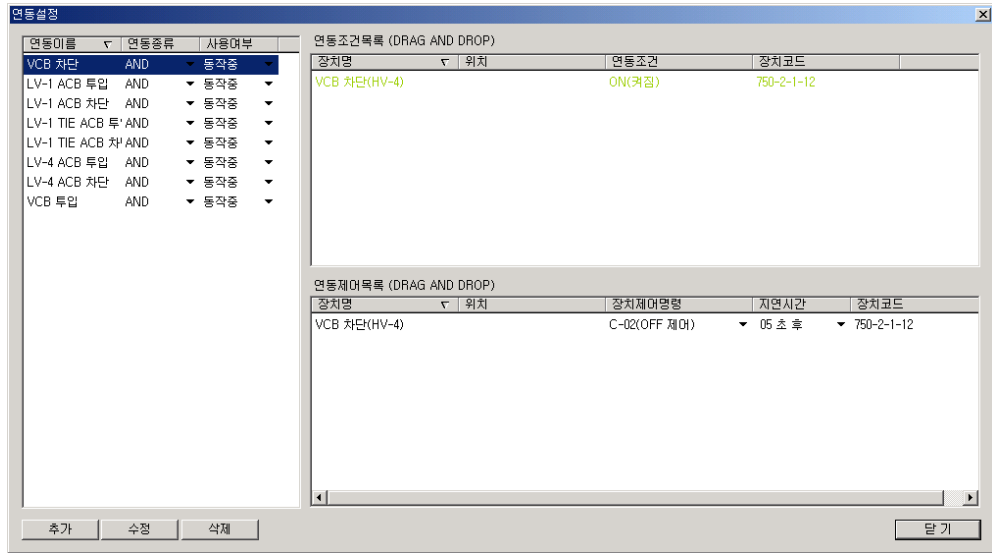 연동설정
연동이름 연동종류 사용여부
VCB 차단 AND 동작중
LV-1 ACB 투입 AND 동작중
LV-1 ACB 차단 AND 동작중
LV-1 TIE ACB 투 AND 동작중
LV-1 TIE ACB AND 동작중
LV-4 ACB 투입 AND 동작중
LV-4 ACB 차단 AND 동작중
VCB 투입 AND 동작중
추가 수정 삭제
연동조건목록 (DRAG AND DROP)
장치명 위치 연동조건 장치코드
VCB 차단(HV-4) ON(켜짐) 750-2-1-12
연동제어목록 (DRAG AND DROP)
장치명 위치 장치제어명령 지연시간 장치코드
VCB 차단(HV-4) C-02(OFF 제어) 05 초 후 750-2-1-12
닫 기